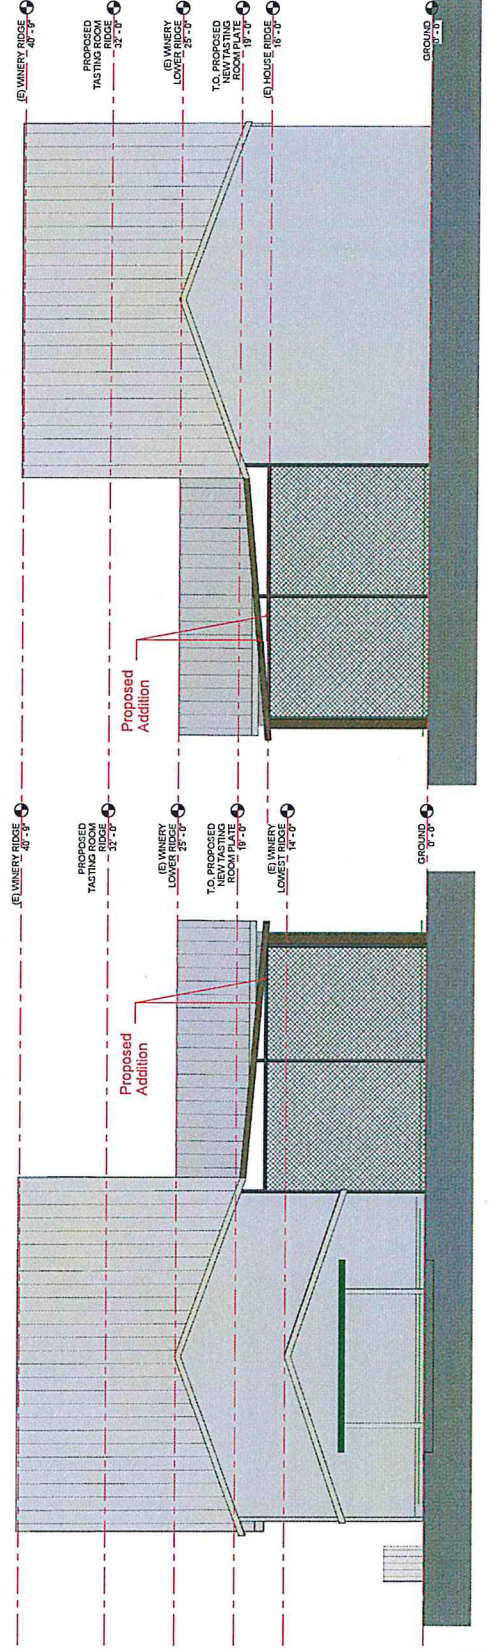 (E) WINERY RIDGE
40' - 9"
PROPOSED
TASTING ROOM
RIDGE
32' - 0"
(E) WINERY
LOWER RIDGE
25' - 0"
T.O. PROPOSED
NEW TASTING
ROOM PLATE
19' - 0"
(E) WINERY
LOWEST RIDGE
14' - 0"
GROUND
0' - 0"
Proposed
Addition
(E) WINERY RIDGE
40' - 9"
PROPOSED
TASTING ROOM
RIDGE
32' - 0"
(E) WINERY
LOWER RIDGE
25' - 0"
T.O. PROPOSED
NEW TASTING
ROOM PLATE
19' - 0"
(E) HOUSE RIDGE
16' - 0"
GROUND
0' - 0"
Proposed
Addition